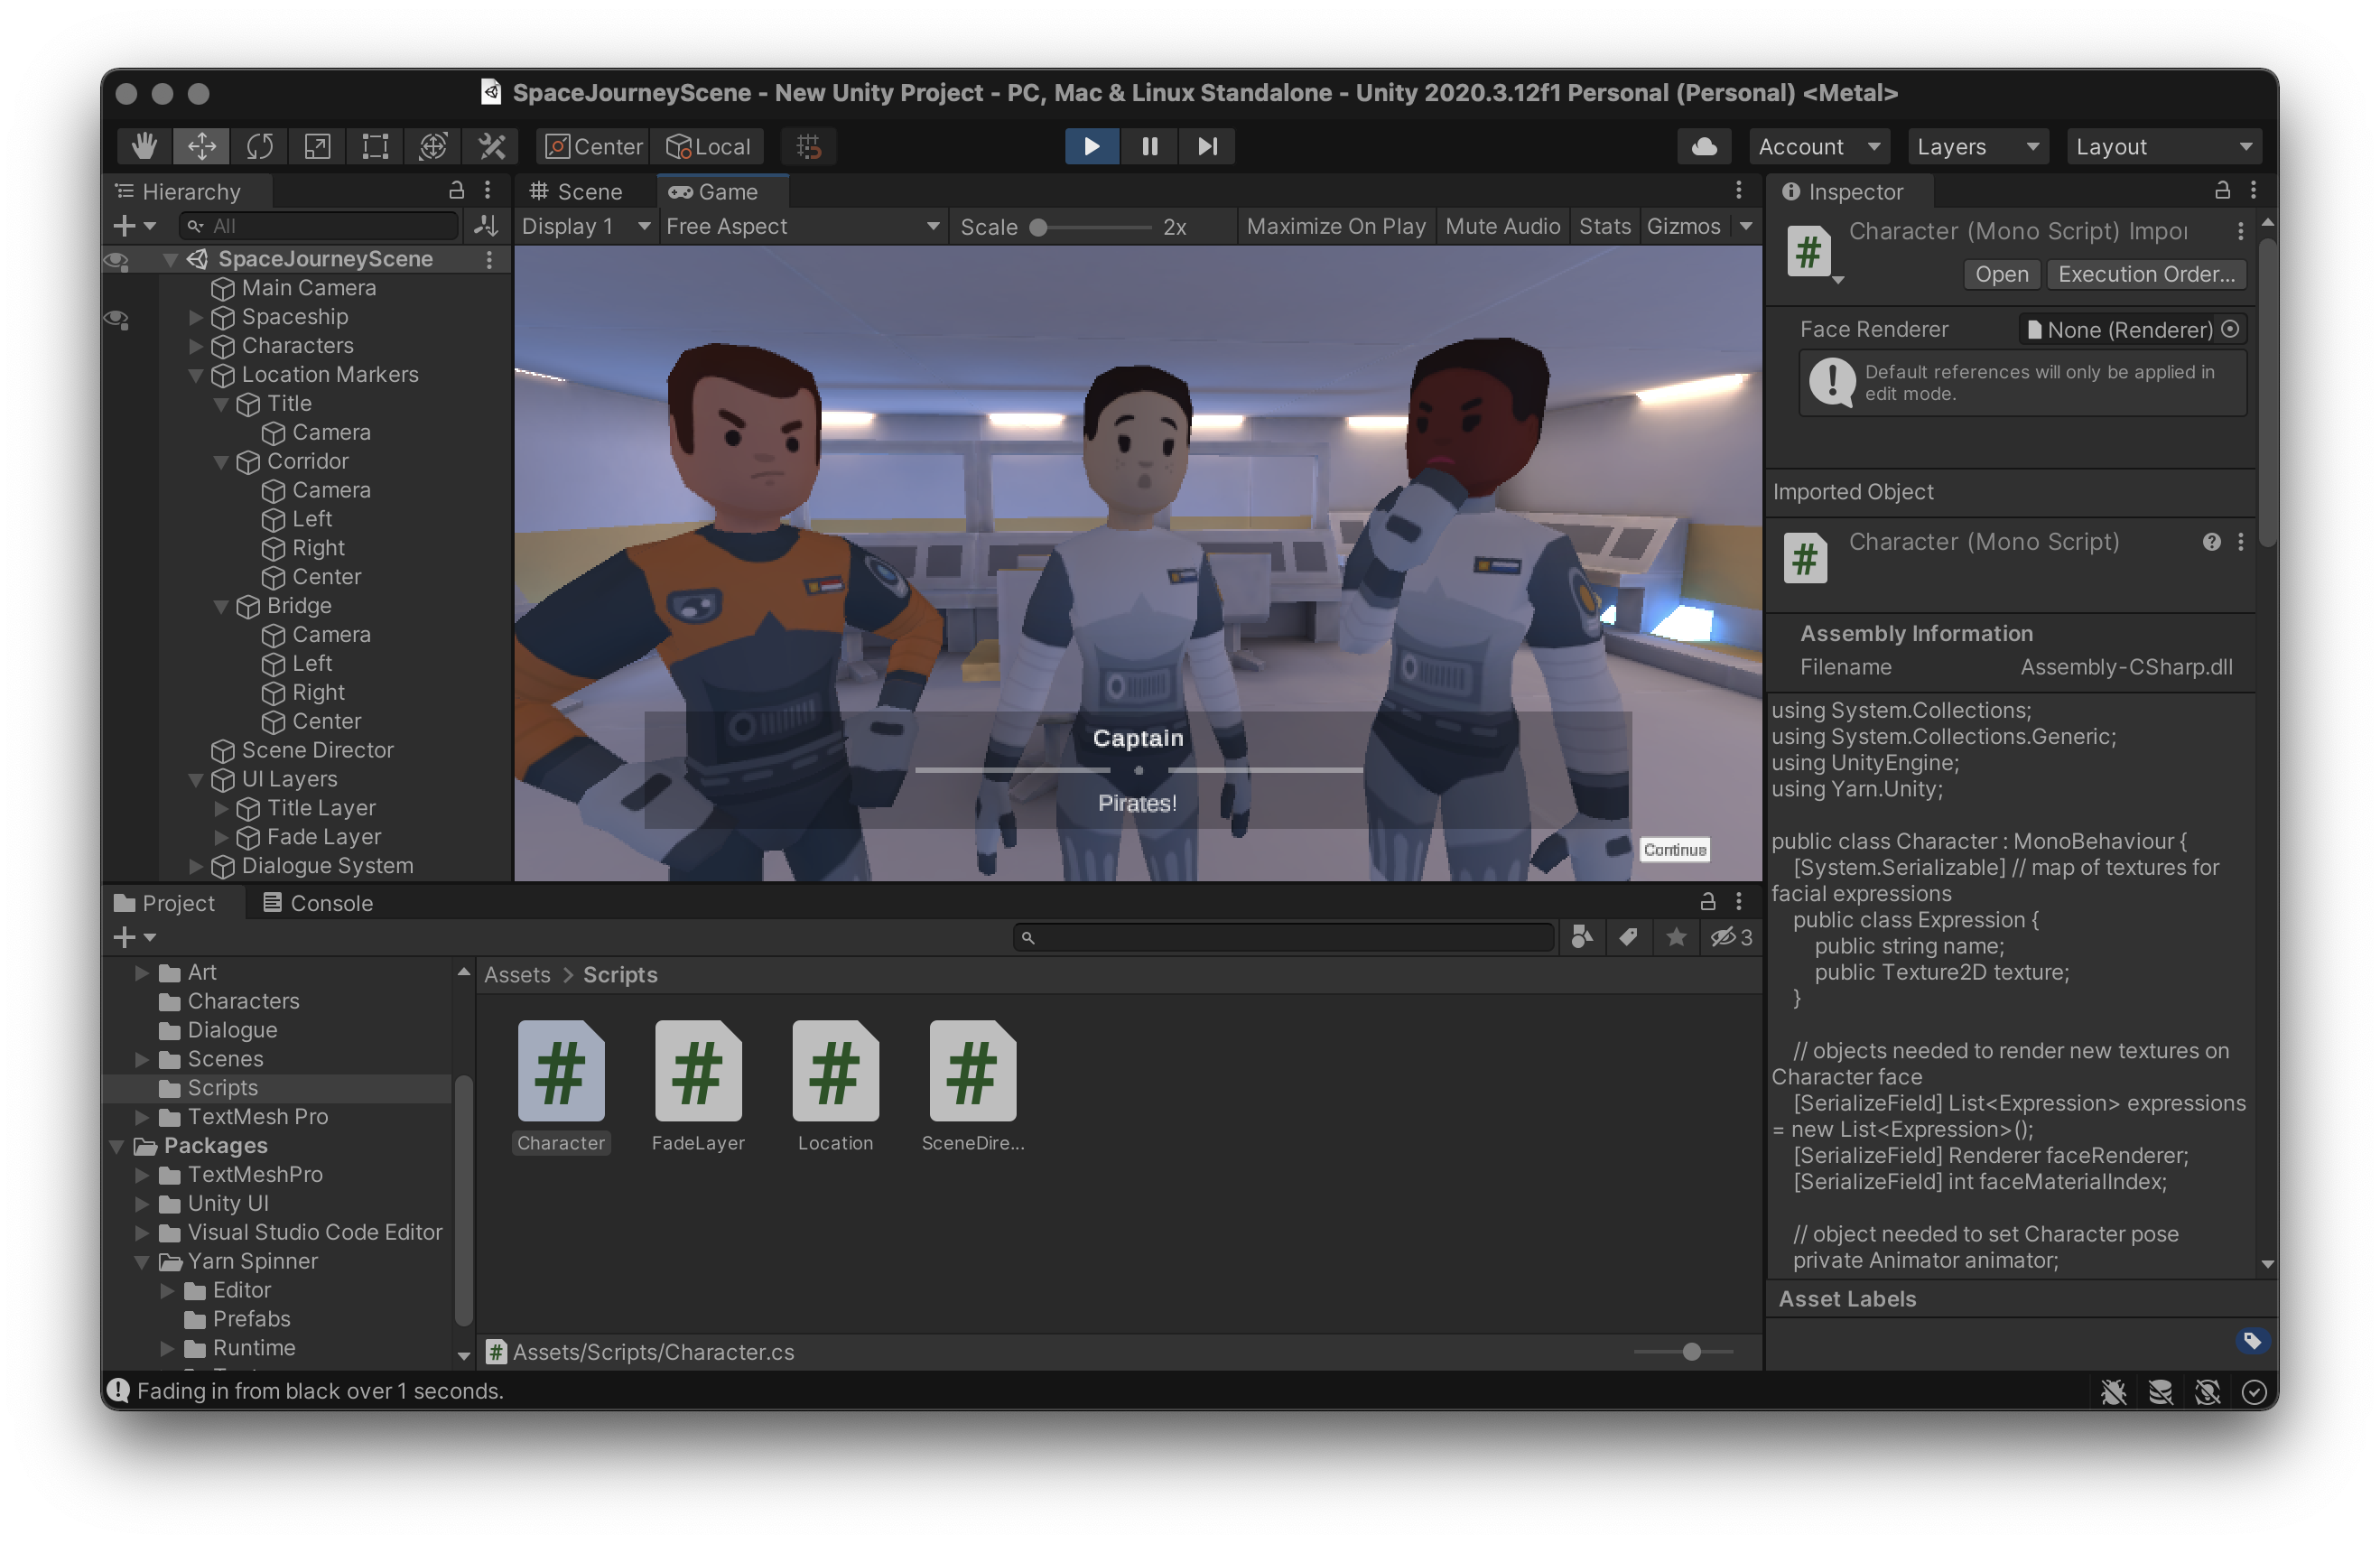 SpaceJourneyScene - New Unity Project - PC, Mac & Linux Standalone - Unity 2020.3.12f1 Personal (Personal) <Metal>
Center Local
Account Layers Layout
Hierarchy
All
SpaceJourneyScene
Main Camera
Spaceship
Characters
Location Markers
Title
Camera
Corridor
Camera
Left
Right
Center
Bridge
Camera
Left
Right
Center
Scene Director
UI Layers
Title Layer
Fade Layer
Dialogue System
Scene Game
Display 1 Free Aspect Scale 2x Maximize On Play Mute Audio Stats Gizmos
Captain
Pirates!
Continue
Inspector
Character (Mono Script) Impor
Open Execution Order...
Face Renderer None (Renderer)
Default references will only be applied in
edit mode.
Imported Object
Character (Mono Script)
Assembly Information
Filename Assembly-CSharp.dll
using System.Collections;
using System.Collections.Generic;
using UnityEngine;
using Yarn.Unity;
public class Character : MonoBehaviour {
[System.Serializable] // map of textures for
facial expressions
public class Expression {
public string name;
public Texture2D texture;
}
// objects needed to render new textures on
Character face
[SerializeField] List<Expression> expressions
= new List<Expression>();
[SerializeField] Renderer faceRenderer;
[SerializeField] int faceMaterialIndex;
// object needed to set Character pose
private Animator animator;
Asset Labels
Project Console
3
Art
Characters
Dialogue
Scenes
Scripts
TextMesh Pro
Packages
TextMeshPro
Unity UI
Visual Studio Code Editor
Yarn Spinner
Editor
Prefabs
Runtime
Assets > Scripts
Character FadeLayer Location SceneDire...
Assets/Scripts/Character.cs
Fading in from black over 1 seconds.